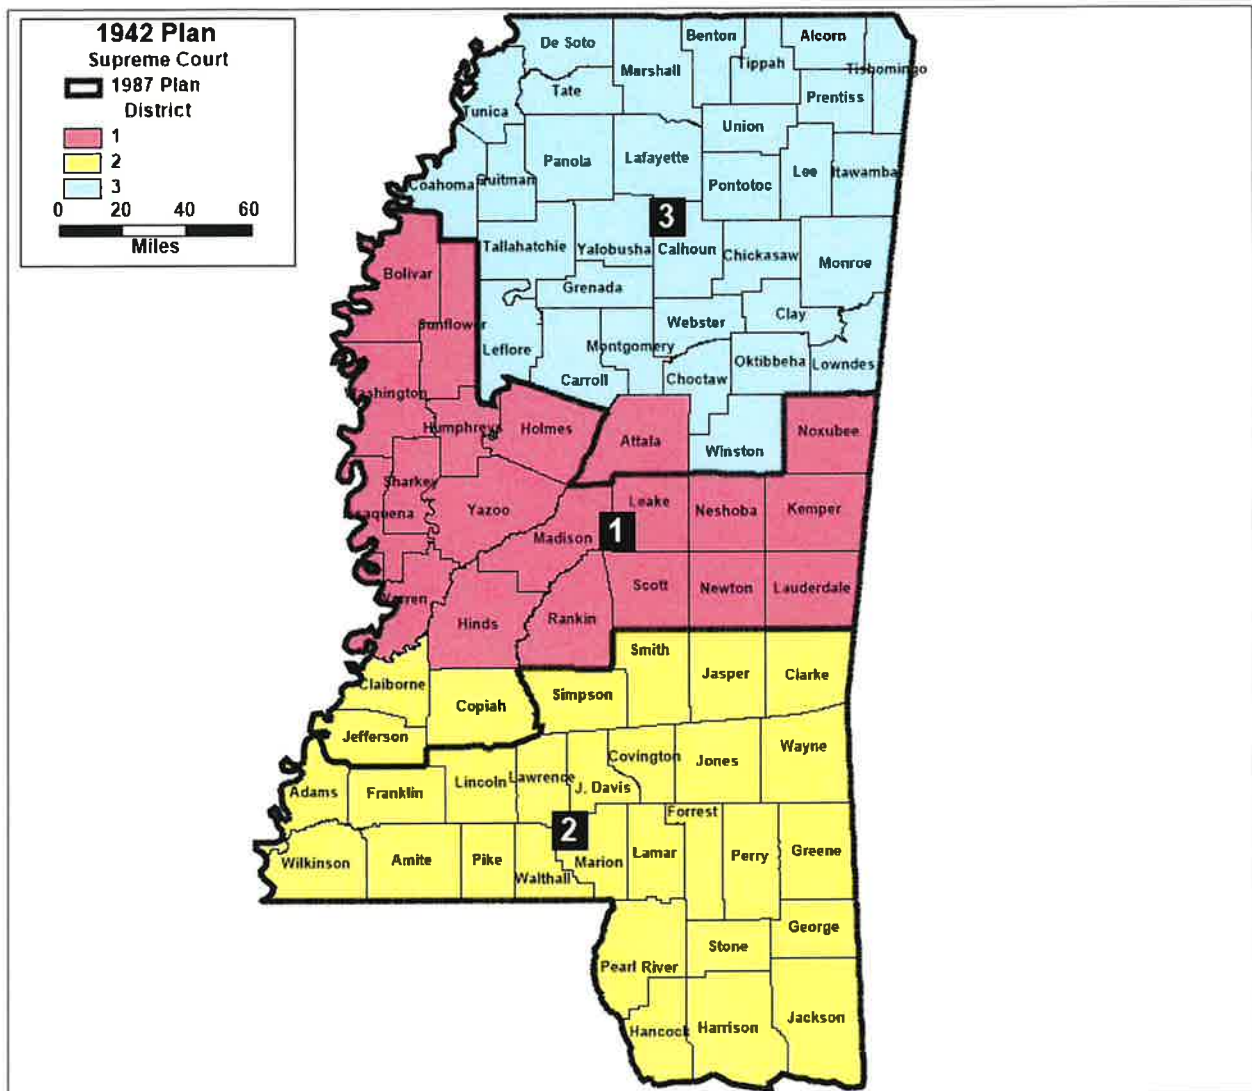 1942 Plan
Supreme Court
1987 Plan
District
1
2
3
0 20 40 60
Miles
De Soto
Benton
Alcorn
Marshall
Tippah
Tishomingo
Tate
Prentiss
Tunica
Union
Panola
Lafayette
Lee
Itawamba
Coahoma
Quitman
Pontotoc
3
Tallahatchie
Yalobusha
Calhoun
Chickasaw
Monroe
Bolivar
Grenada
Clay
Sunflower
Webster
Leflore
Montgomery
Oktibbeha
Lowndes
Carroll
Choctaw
Washington
Humphreys
Holmes
Attala
Noxubee
Winston
Sharkey
Issaquena
Yazoo
Leake
Neshoba
Kemper
1
Madison
Scott
Newton
Lauderdale
Warren
Hinds
Rankin
Smith
Jasper
Clarke
Claiborne
Simpson
Copiah
Jefferson
Wayne
Covington
Jones
Lincoln
Lawrence
J. Davis
Adams
Franklin
Forrest
2
Wilkinson
Amite
Pike
Marion
Lamar
Perry
Greene
Walthall
George
Stone
Pearl River
Jackson
Hancock
Harrison